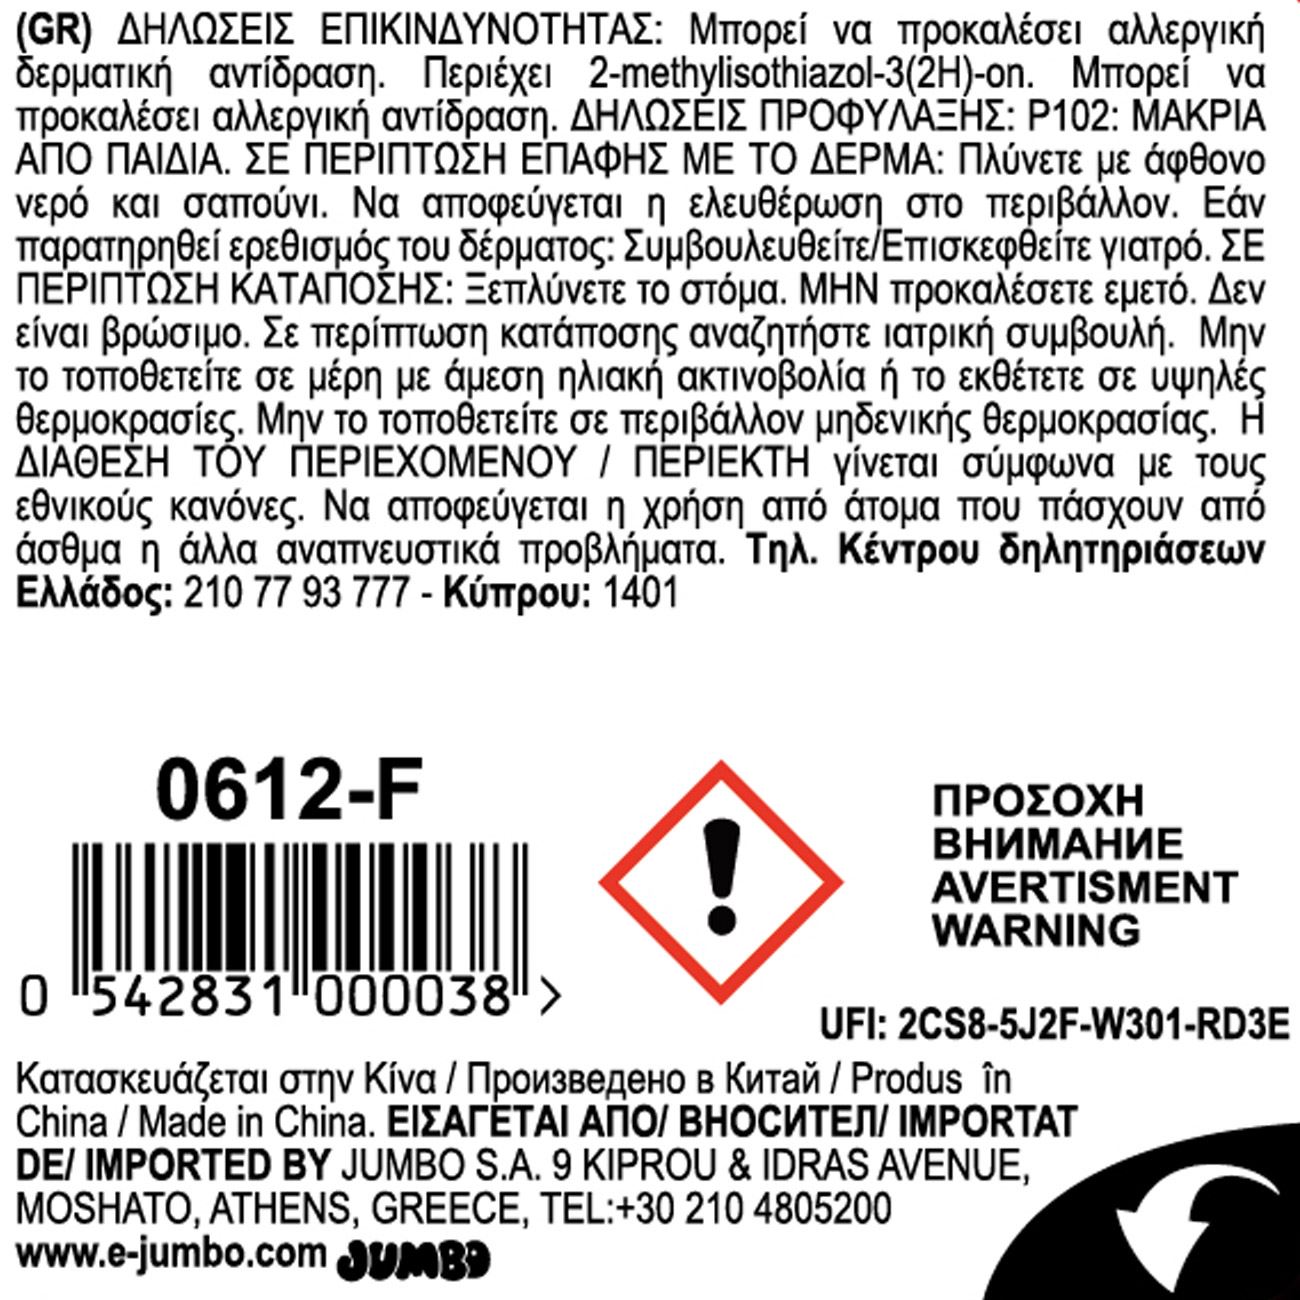 (GR) ΔΗΛΩΣΕΙΣ ΕΠΙΚΙΝΔΥΝΟΤΗΤΑΣ: Μπορεί να προκαλέσει αλλεργική
δερματική αντίδραση. Περιέχει 2-methylisothiazol-3(2H)-on. Μπορεί να
προκαλέσει αλλεργική αντίδραση. ΔΗΛΩΣΕΙΣ ΠΡΟΦΥΛΑΞΗΣ: P102: ΜΑΚΡΙΑ
ΑΠΟ ΠΑΙΔΙΑ. ΣΕ ΠΕΡΙΠΤΩΣΗ ΕΠΑΦΗΣ ΜΕ ΤΟ ΔΕΡΜΑ: Πλύνετε με άφθονο
νερό και σαπούνι. Να αποφεύγεται η ελευθέρωση στο περιβάλλον. Εάν
παρατηρηθεί ερεθισμός του δέρματος: Συμβουλευθείτε/Επισκεφθείτε γιατρό. ΣΕ
ΠΕΡΙΠΤΩΣΗ ΚΑΤΑΠΟΣΗΣ: Ξεπλύνετε το στόμα. ΜΗΝ προκαλέσετε εμετό. Δεν
είναι βρώσιμο. Σε περίπτωση κατάποσης αναζητήστε ιατρική συμβουλή. Μην
το τοποθετείτε σε μέρη με άμεση ηλιακή ακτινοβολία ή το εκθέτετε σε υψηλές
θερμοκρασίες. Μην το τοποθετείτε σε περιβάλλον μηδενικής θερμοκρασίας. Η
ΔΙΑΘΕΣΗ ΤΟΥ ΠΕΡΙΕΧΟΜΕΝΟΥ / ΠΕΡΙΕΚΤΗ γίνεται σύμφωνα με τους
εθνικούς κανόνες. Να αποφεύγεται η χρήση από άτομα που πάσχουν από
άσθμα η άλλα αναπνευστικά προβλήματα. Τηλ. Κέντρου δηλητηριάσεων
Ελλάδος: 210 77 93 777 - Κύπρου: 1401
0612-F
0 542831 000038 >
ΠΡΟΣΟΧΗ
ВНИМАНИЕ
AVERTISMENT
WARNING
UFI: 2CS8-5J2F-W301-RD3E
Κατασκευάζεται στην Κίνα / Произведено в Китай / Produs în
China / Made in China. ΕΙΣΑΓΕΤΑΙ ΑΠΟ/ ВНОСИТЕЛ/ IMPORTAT
DE/ IMPORTED BY JUMBO S.A. 9 KIPROU & IDRAS AVENUE,
MOSHATO, ATHENS, GREECE, TEL:+30 210 4805200
www.e-jumbo.com JUMBO